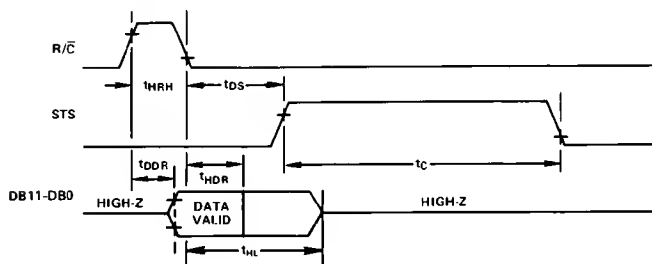 R/C̅
tHRH
tDS
STS
tC
tDDR
tHDR
DB11-DB0
HIGH-Z
DATA
VALID
HIGH-Z
tHL